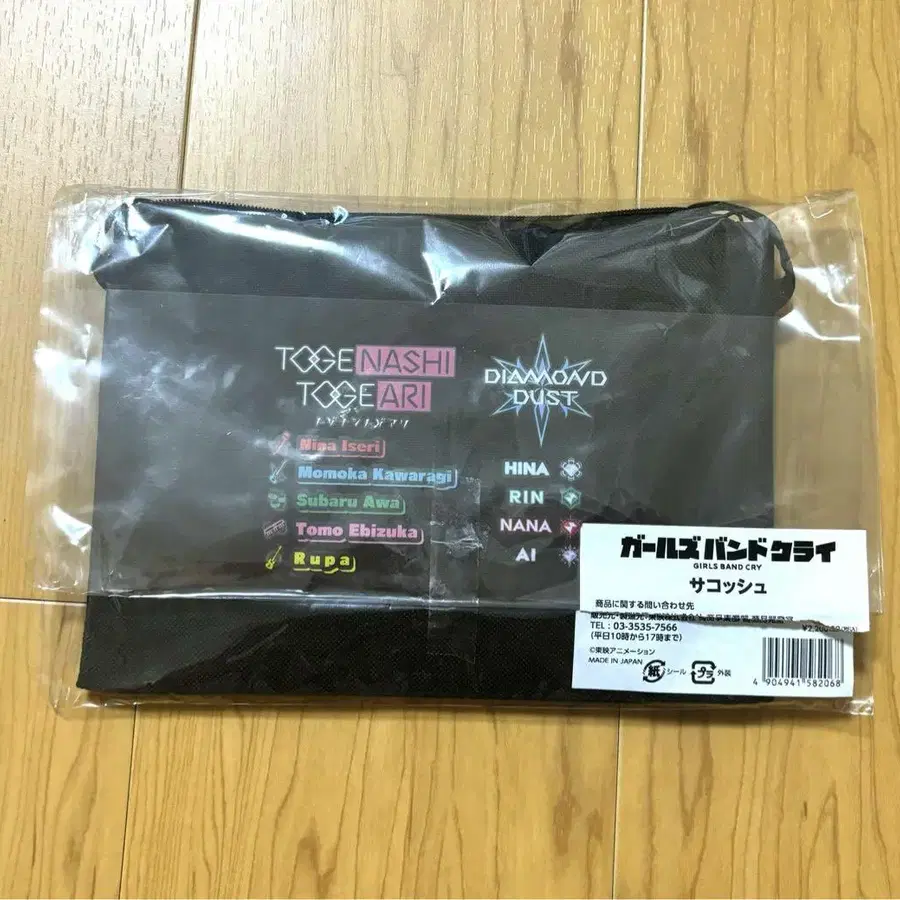 TOGENASHI
TOGEARI
Nina Iseri
Momoka Kawaragi
Subaru Awa
Tomo Ebizuka
Rupa
DIAMOND
DUST
HINA
RIN
NANA
AI
ガールズバンドクライ
GIRLS BAND CRY
サコッシュ
商品に関する問い合わせ先
TEL：03-3535-7566
(平日10時から17時まで)
©東映アニメーション
MADE IN JAPAN
紙 シール プラ 外装
4 904941 582068